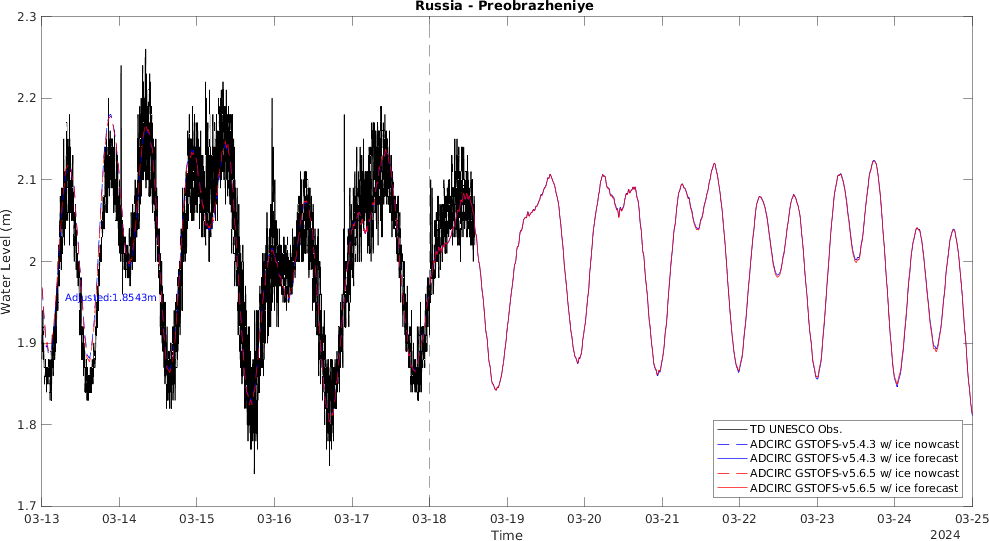 Russia - Preobrazheniye
2.3
2.2
2.1
2
1.9
1.8
1.7
Water Level (m)
Adjusted:1.8543m
TD UNESCO Obs.
ADCIRC GSTOFS-v5.4.3 w/ ice nowcast
ADCIRC GSTOFS-v5.4.3 w/ ice forecast
ADCIRC GSTOFS-v5.6.5 w/ ice nowcast
ADCIRC GSTOFS-v5.6.5 w/ ice forecast
03-13 03-14 03-15 03-16 03-17 03-18 03-19 03-20 03-21 03-22 03-23 03-24 03-25
Time
2024